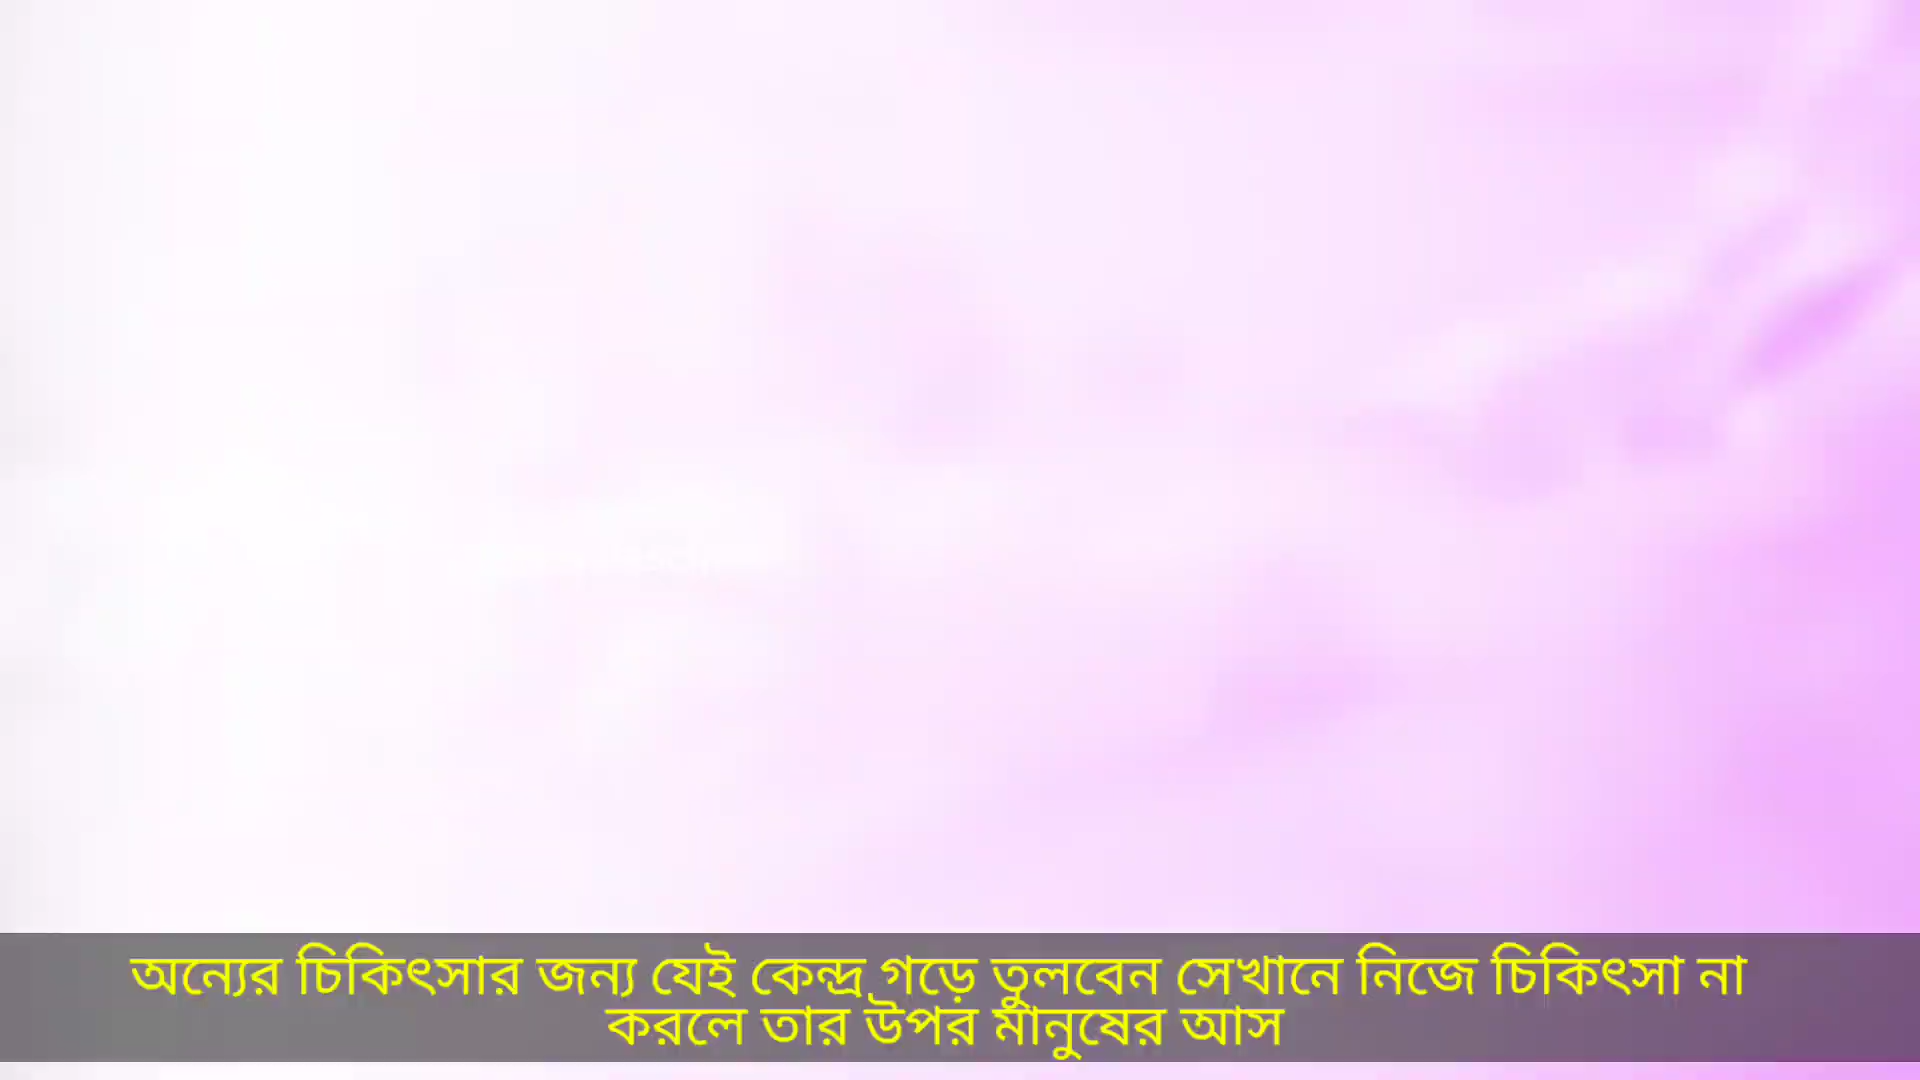 অন্যের চিকিৎসার জন্য যেই কেন্দ্র গড়ে তুলবেন সেখানে নিজে চিকিৎসা না
করলে তার উপর মানুষের আস